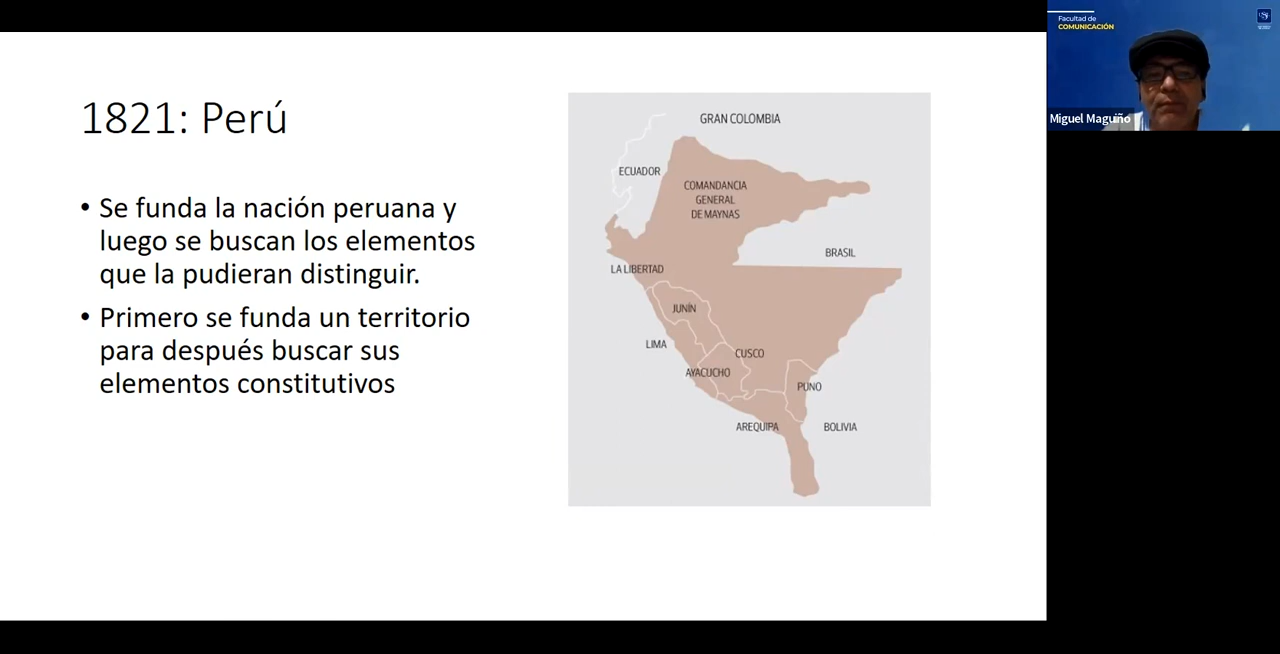 1821: Perú
• Se funda la nación peruana y
luego se buscan los elementos
que la pudieran distinguir.
• Primero se funda un territorio
para después buscar sus
elementos constitutivos
GRAN COLOMBIA
ECUADOR
COMANDANCIA
GENERAL
DE MAYNAS
BRASIL
LA LIBERTAD
JUNÍN
LIMA
CUSCO
AYACUCHO
PUNO
AREQUIPA
BOLIVIA
Facultad de
COMUNICACIÓN
Miguel Maguiño